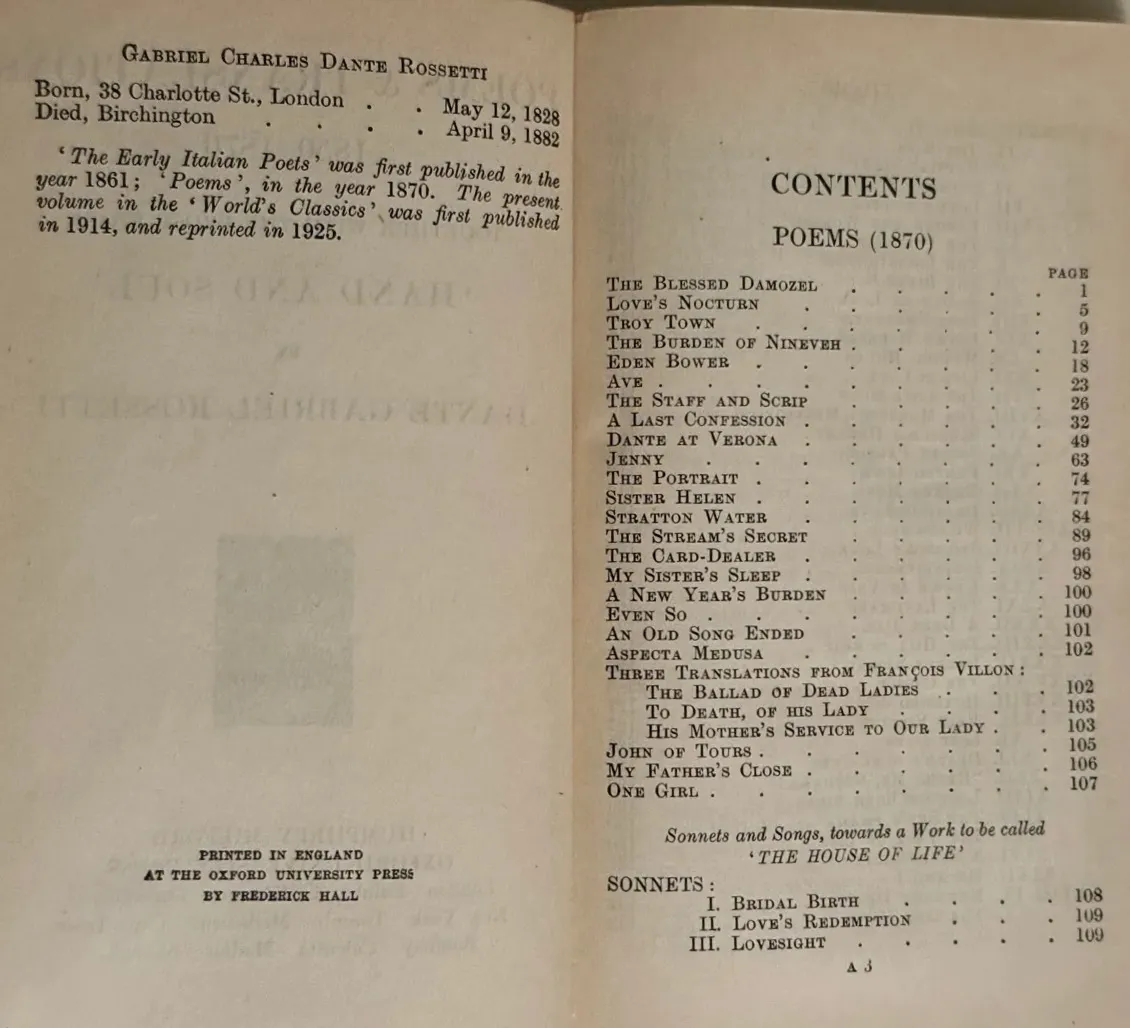 GABRIEL CHARLES DANTE ROSSETTI
Born, 38 Charlotte St., London . . May 12, 1828
Died, Birchington . . . . April 9, 1882
‘The Early Italian Poets’ was first published in the
year 1861; ‘Poems’, in the year 1870. The present
volume in the ‘World's Classics’ was first published
in 1914, and reprinted in 1925.
PRINTED IN ENGLAND
AT THE OXFORD UNIVERSITY PRESS
BY FREDERICK HALL
CONTENTS
POEMS (1870)
PAGE
THE BLESSED DAMOZEL . . . . . 1
LOVE'S NOCTURN . . . . . . 5
TROY TOWN . . . . . . . 9
THE BURDEN OF NINEVEH . . . . . 12
EDEN BOWER . . . . . . . 18
AVE . . . . . . . . . 23
THE STAFF AND SCRIP . . . . . 26
A LAST CONFESSION . . . . . . 32
DANTE AT VERONA . . . . . . 49
JENNY . . . . . . . . 63
THE PORTRAIT . . . . . . . 74
SISTER HELEN . . . . . . . 77
STRATTON WATER . . . . . . 84
THE STREAM'S SECRET . . . . . 89
THE CARD-DEALER . . . . . . 96
MY SISTER'S SLEEP . . . . . . 98
A NEW YEAR'S BURDEN . . . . . 100
EVEN SO . . . . . . . . 100
AN OLD SONG ENDED . . . . . 101
ASPECTA MEDUSA . . . . . . 102
THREE TRANSLATIONS FROM FRANÇOIS VILLON :
THE BALLAD OF DEAD LADIES . . . 102
TO DEATH, OF HIS LADY . . . . 103
HIS MOTHER'S SERVICE TO OUR LADY . . 103
JOHN OF TOURS . . . . . . . 105
MY FATHER'S CLOSE . . . . . . 106
ONE GIRL . . . . . . . . 107
Sonnets and Songs, towards a Work to be called
‘THE HOUSE OF LIFE’
SONNETS :
I. BRIDAL BIRTH . . . . 108
II. LOVE'S REDEMPTION . . . 109
III. LOVESIGHT . . . . . 109
A 3